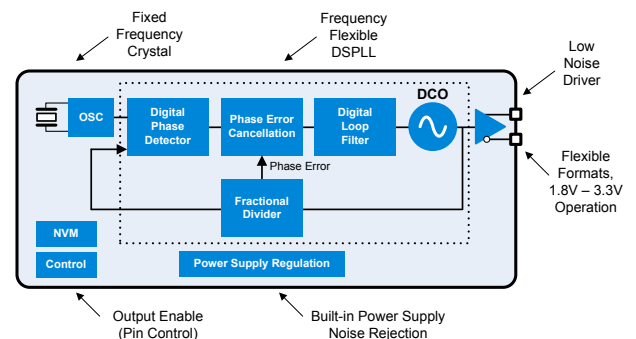 Fixed
Frequency
Crystal
Frequency
Flexible
DSPLL
Low
Noise
Driver
OSC
Digital
Phase
Detector
Phase Error
Cancellation
Digital
Loop
Filter
DCO
Phase Error
Fractional
Divider
Flexible
Formats,
1.8V – 3.3V
Operation
NVM
Control
Power Supply Regulation
Output Enable
(Pin Control)
Built-in Power Supply
Noise Rejection